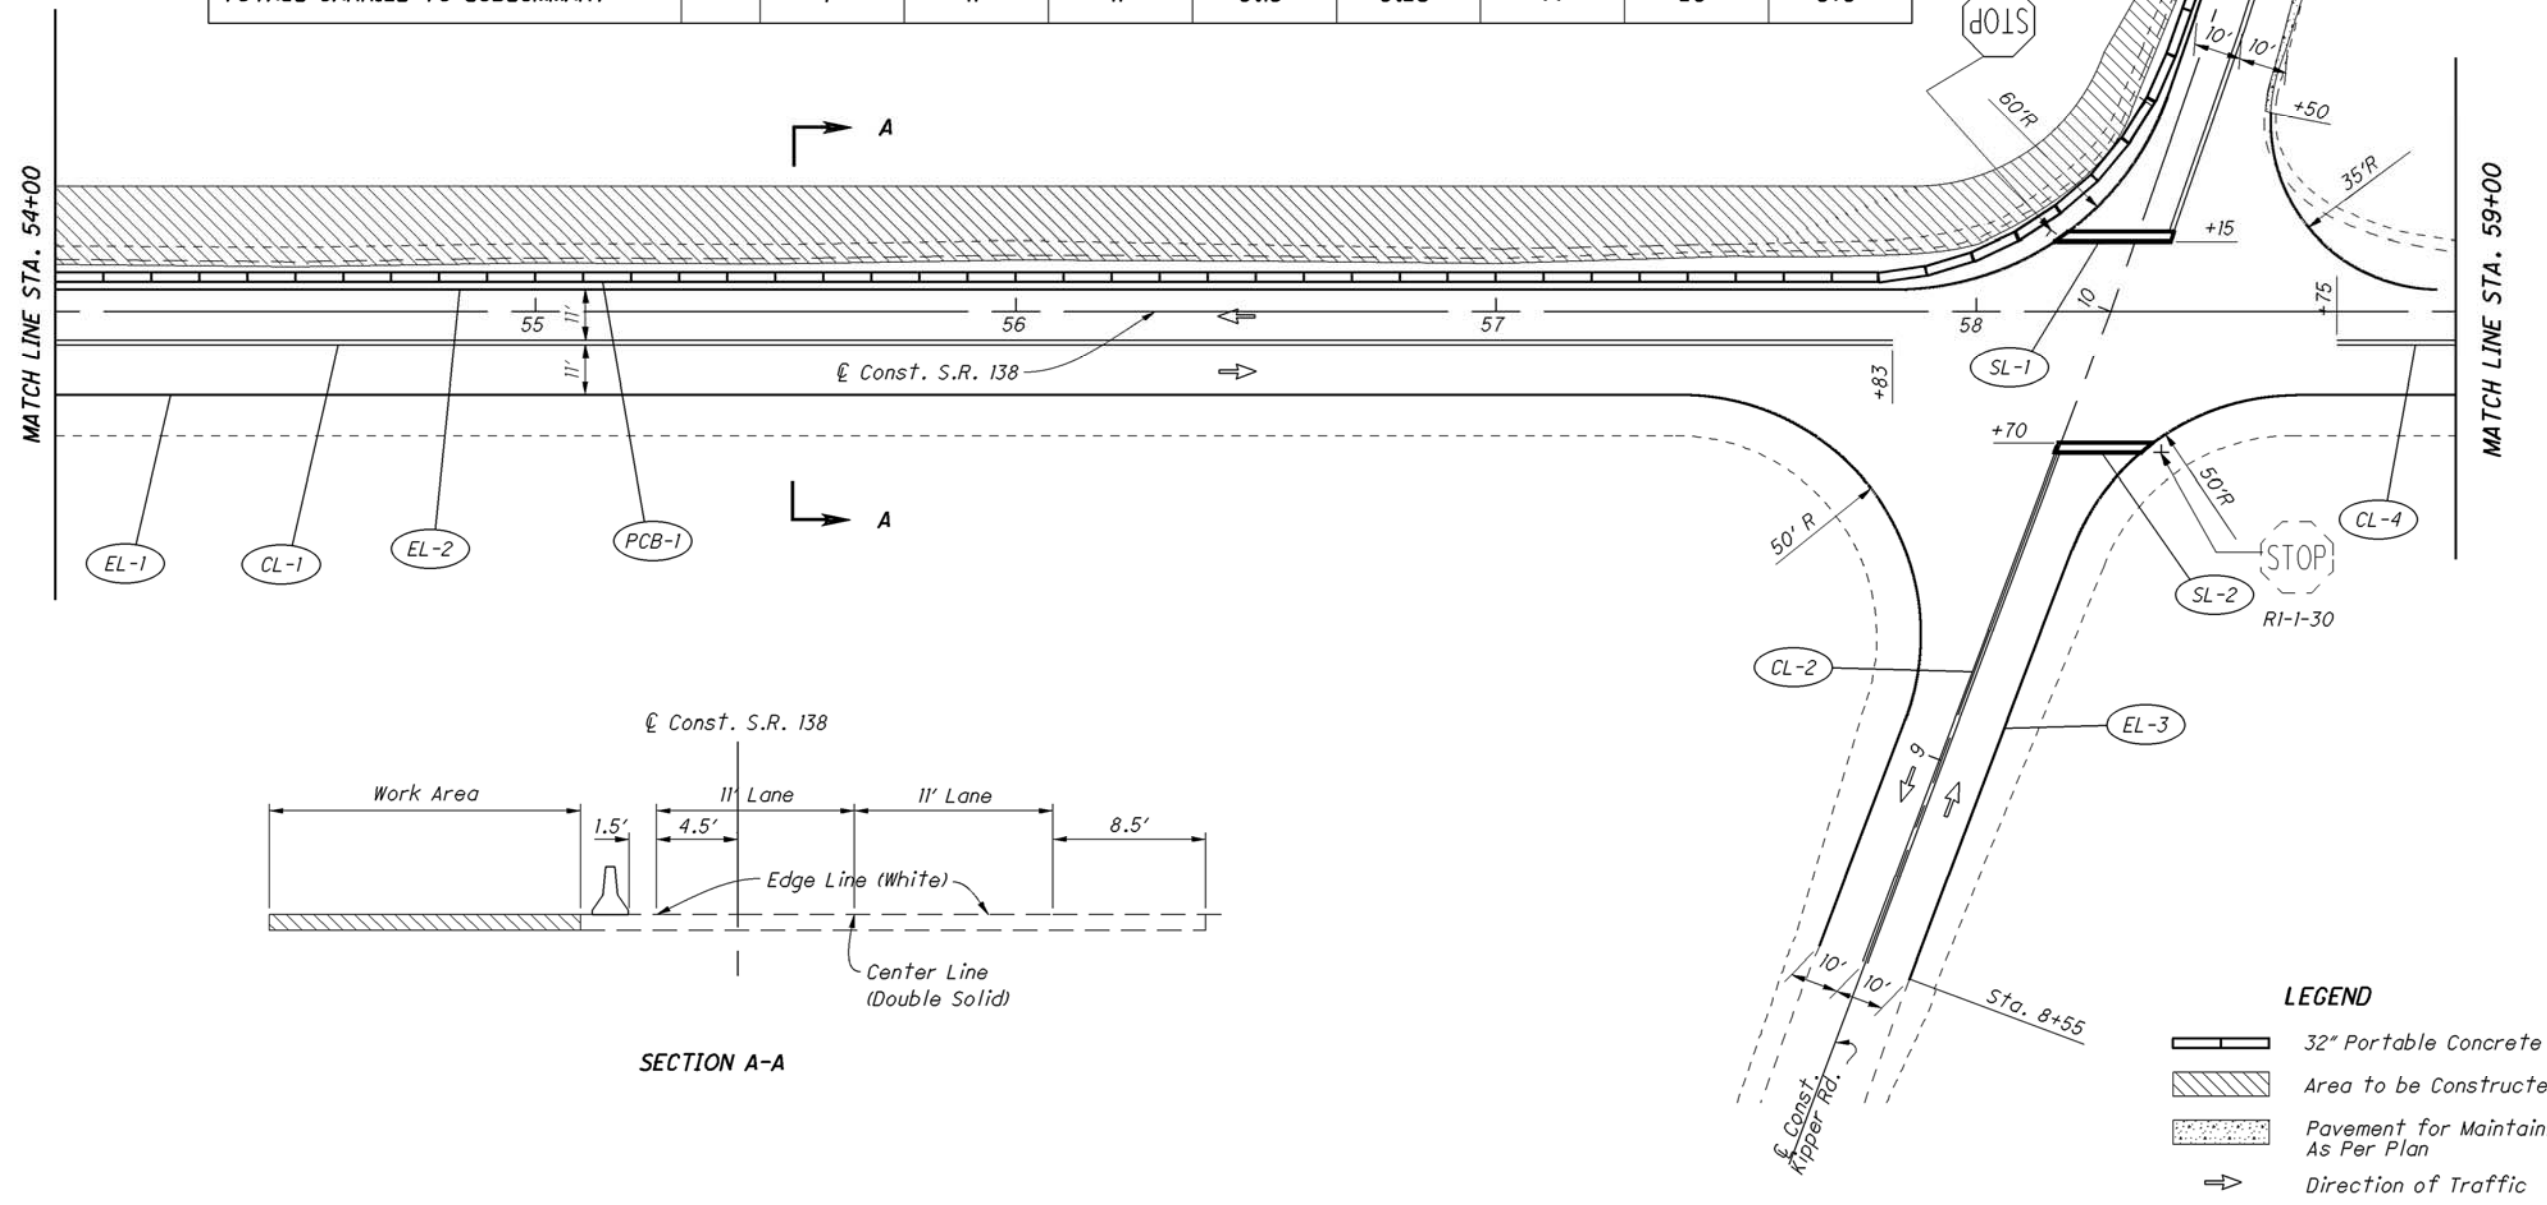 STOP
10'
10'
+50
60'R
35'R
A
MATCH LINE STA. 54+00
MATCH LINE STA. 59+00
+15
+75
10
11'
11'
55
56
57
58
℄ Const. S.R. 138
SL-1
+83
+70
50'R
50' R
A
EL-1
CL-1
EL-2
PCB-1
CL-4
STOP
SL-2
R1-1-30
CL-2
EL-3
9
℄ Const. S.R. 138
Work Area
11' Lane
11' Lane
1.5'
4.5'
8.5'
Edge Line (White)
Center Line
(Double Solid)
SECTION A-A
10'
10'
Sta. 8+55
℄ Const.
Kipper Rd.
LEGEND
32" Portable Concrete
Area to be Constructe
Pavement for Maintain
As Per Plan
Direction of Traffic